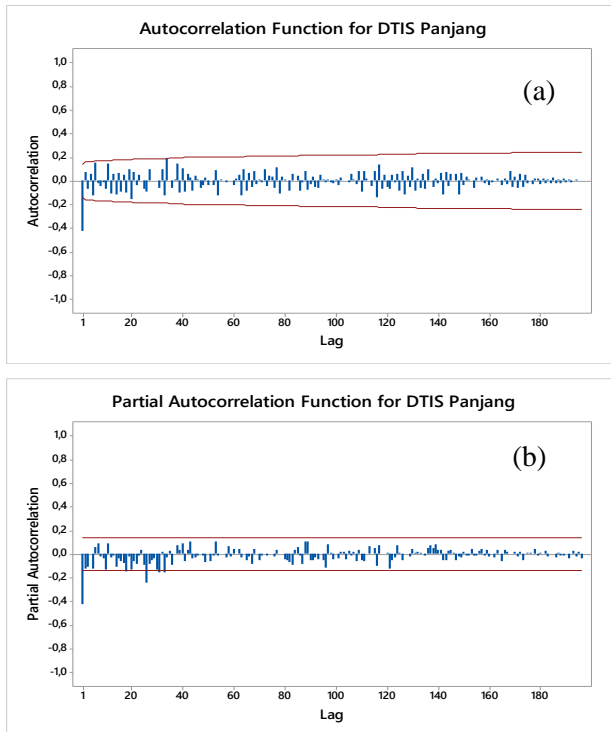 Autocorrelation Function for DTIS Panjang
(a)
1,0
0,8
0,6
0,4
0,2
0,0
-0,2
-0,4
-0,6
-0,8
-1,0
Autocorrelation
1 20 40 60 80 100 120 140 160 180
Lag
Partial Autocorrelation Function for DTIS Panjang
(b)
1,0
0,8
0,6
0,4
0,2
0,0
-0,2
-0,4
-0,6
-0,8
-1,0
Partial Autocorrelation
1 20 40 60 80 100 120 140 160 180
Lag